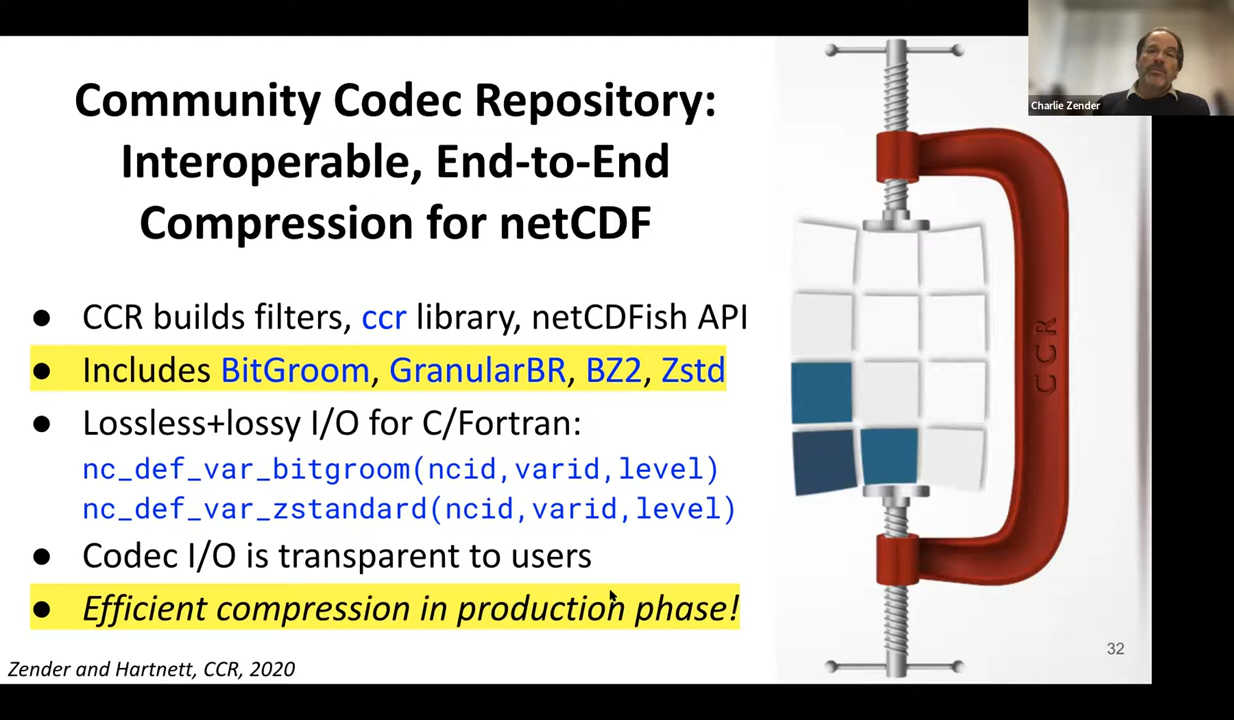 Community Codec Repository:
Interoperable, End-to-End
Compression for netCDF
● CCR builds filters, ccr library, netCDFish API
● Includes BitGroom, GranularBR, BZ2, Zstd
● Lossless+lossy I/O for C/Fortran:
nc_def_var_bitgroom(ncid,varid,level)
nc_def_var_zstandard(ncid,varid,level)
● Codec I/O is transparent to users
● Efficient compression in production phase!
Zender and Hartnett, CCR, 2020
Charlie Zender
CCR
32